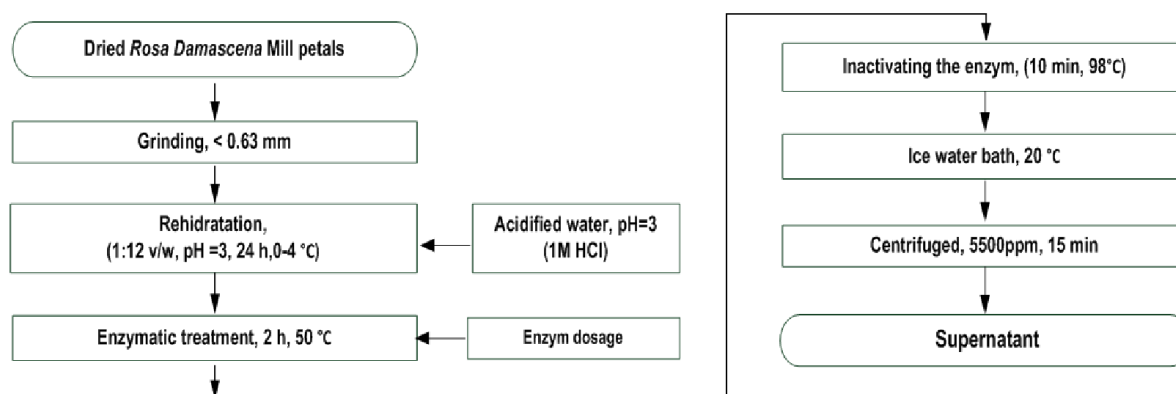 Dried Rosa Damascena Mill petals
Grinding, < 0.63 mm
Rehidratation,
(1:12 v/w, pH =3, 24 h,0-4 °C)
Acidified water, pH=3
(1M HCl)
Enzymatic treatment, 2 h, 50 °C
Enzym dosage
Inactivating the enzym, (10 min, 98°C)
Ice water bath, 20 °C
Centrifuged, 5500ppm, 15 min
Supernatant